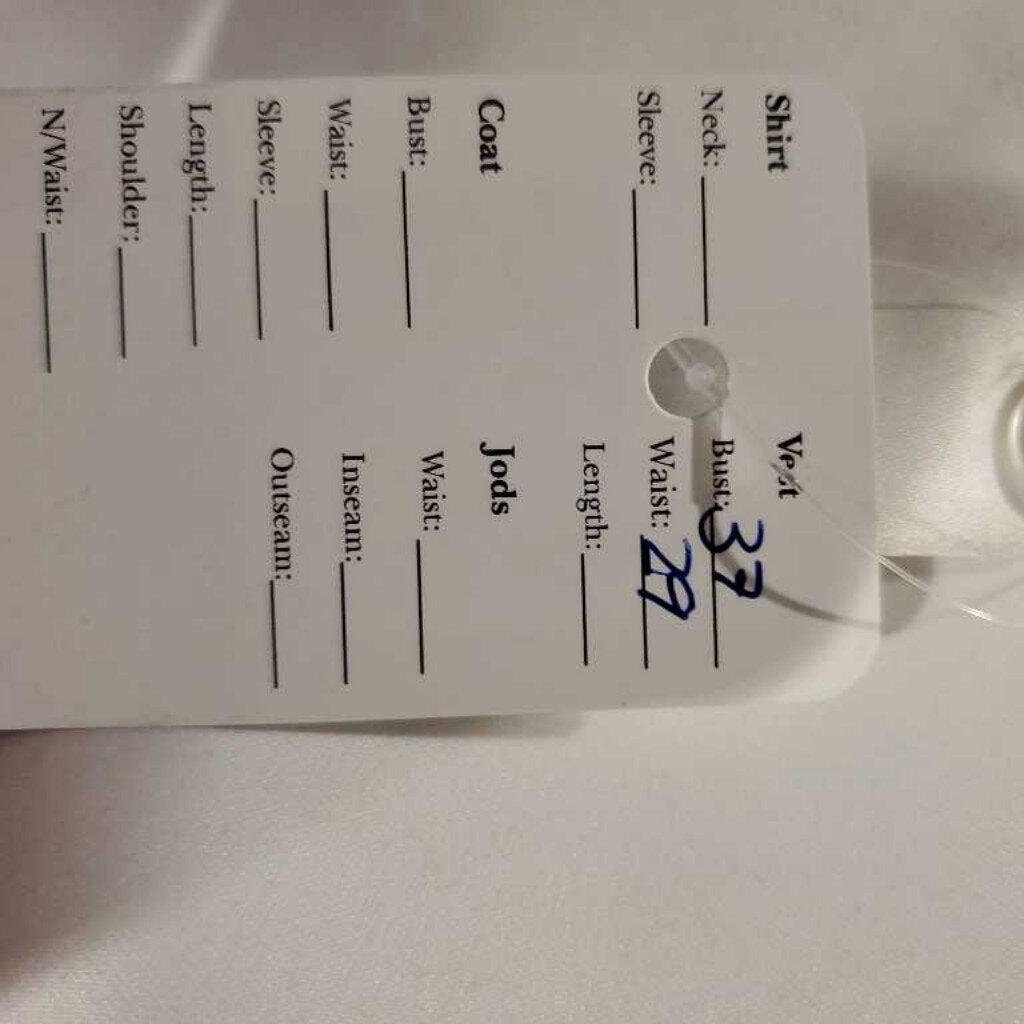 Shirt
Neck:
Sleeve:
Vest
Bust: 37
Waist: 29
Length:
Coat
Bust:
Waist:
Sleeve:
Length:
Shoulder:
N/Waist:
Jods
Waist:
Inseam:
Outseam: